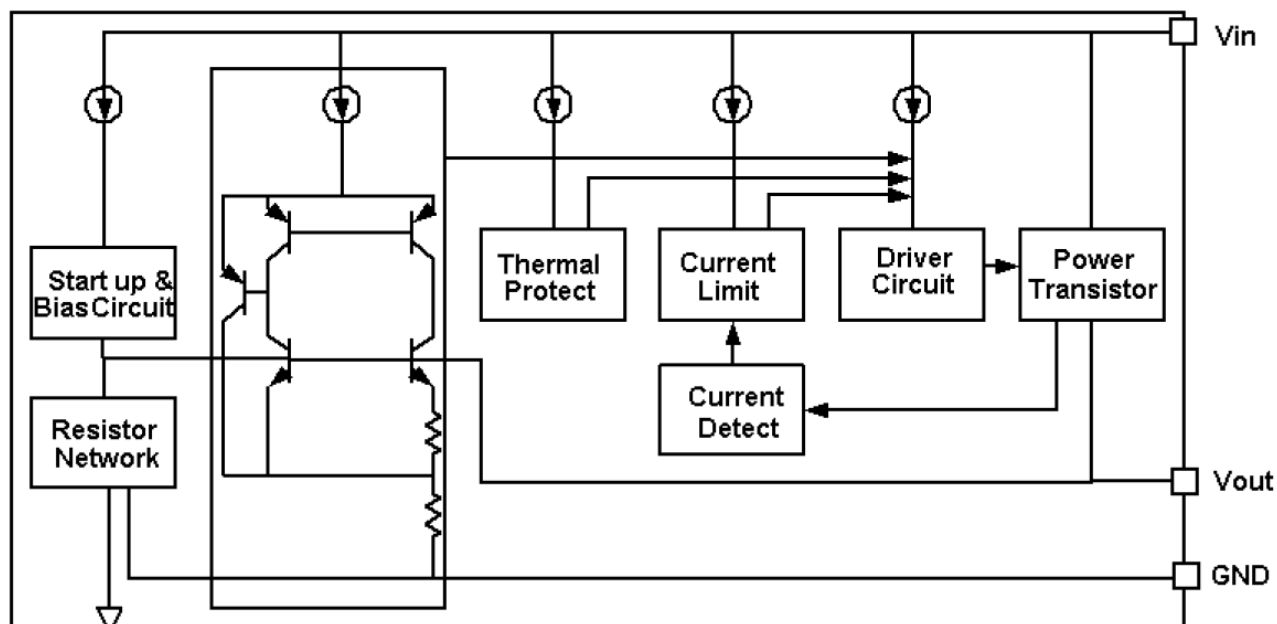 Vin
Start up &
Bias Circuit
Thermal
Protect
Current
Limit
Driver
Circuit
Power
Transistor
Resistor
Network
Current
Detect
Vout
GND